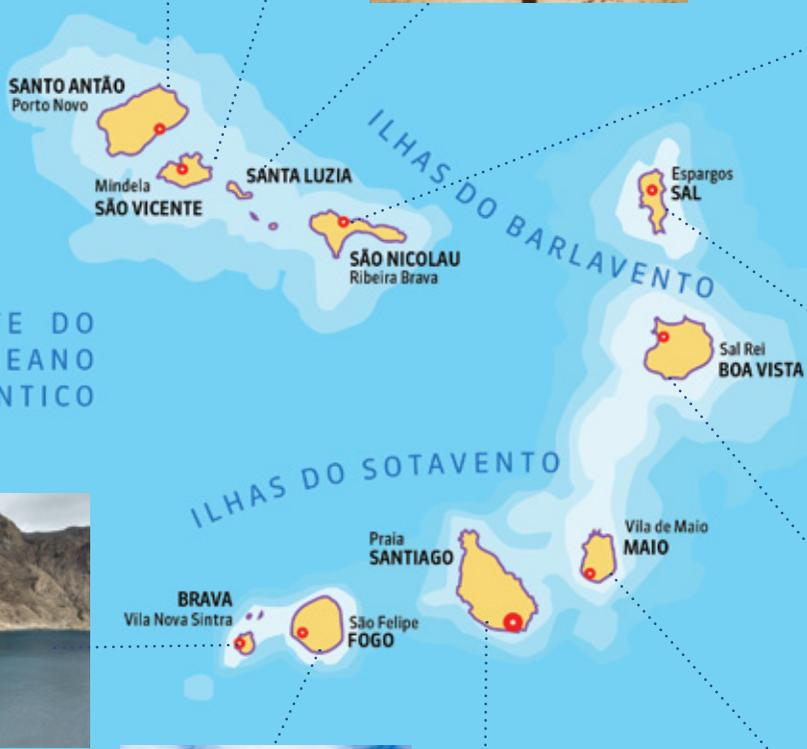 SANTO ANTÃO
Porto Novo
Mindela
SÃO VICENTE
SANTA LUZIA
SÃO NICOLAU
Ribeira Brava
ILHAS DO BARLAVENTO
Espargos
SAL
Sal Rei
BOA VISTA
DO
ILHAS DO SOTAVENTO
Praia
SANTIAGO
Vila de Maio
MAIO
BRAVA
Vila Nova Sintra
São Felipe
FOGO